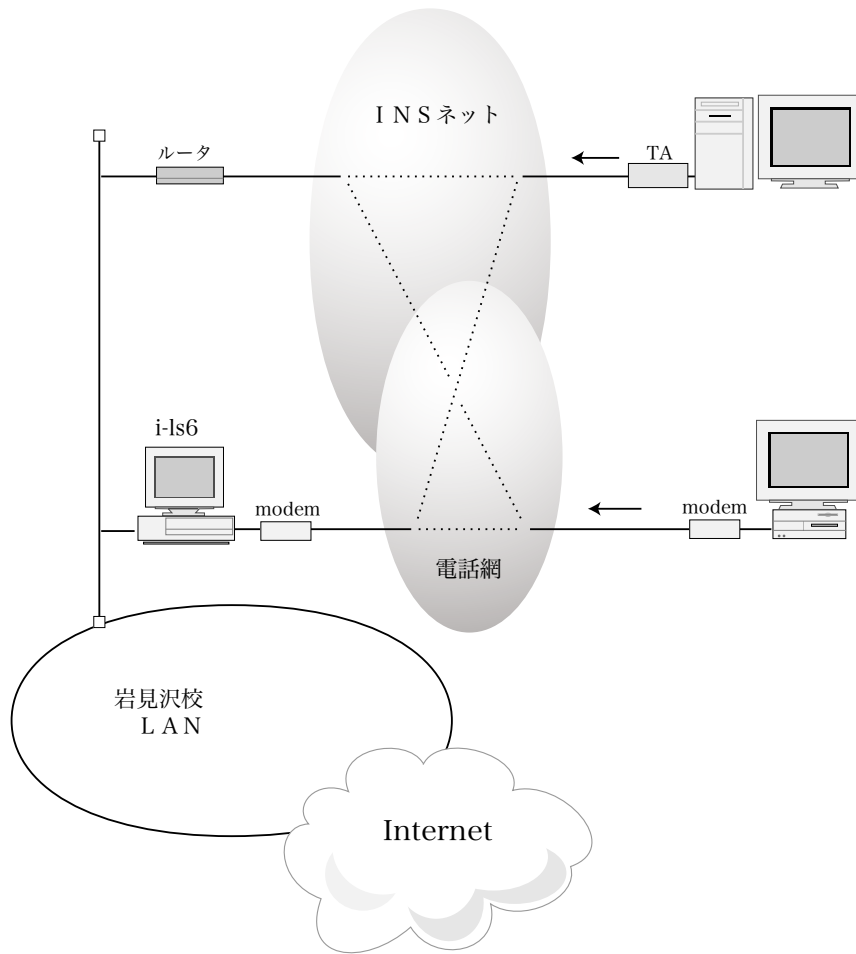 ＩＮＳネット
ルータ
TA
i-ls6
modem
modem
電話網
岩見沢校
ＬＡＮ
Internet